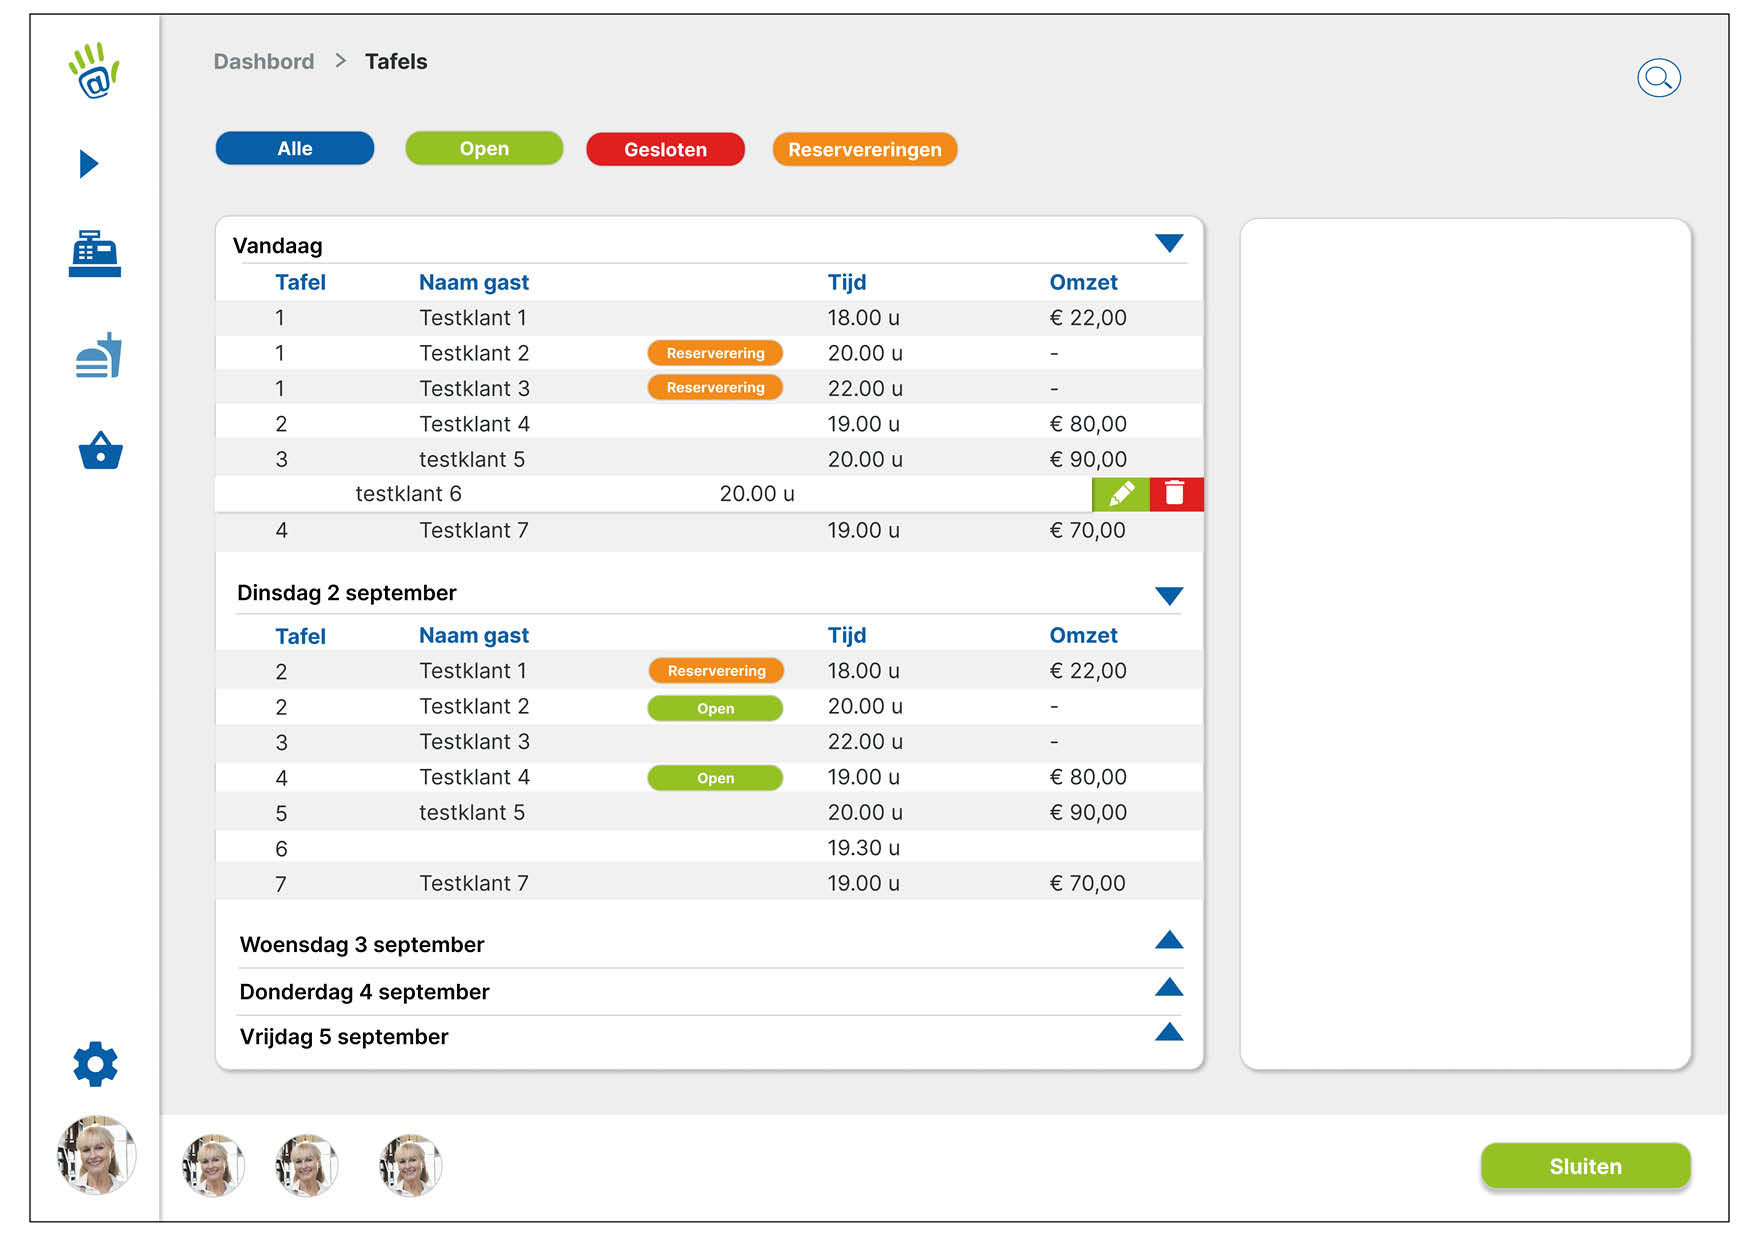 Dashbord > Tafels
Alle Open Gesloten Reservereringen
Vandaag
Tafel Naam gast Tijd Omzet
1 Testklant 1 18.00 u € 22,00
1 Testklant 2 Reserverering 20.00 u -
1 Testklant 3 Reserverering 22.00 u -
2 Testklant 4 19.00 u € 80,00
3 testklant 5 20.00 u € 90,00
testklant 6 20.00 u
4 Testklant 7 19.00 u € 70,00
Dinsdag 2 september
Tafel Naam gast Tijd Omzet
2 Testklant 1 Reserverering 18.00 u € 22,00
2 Testklant 2 Open 20.00 u -
3 Testklant 3 22.00 u -
4 Testklant 4 Open 19.00 u € 80,00
5 testklant 5 20.00 u € 90,00
6 19.30 u
7 Testklant 7 19.00 u € 70,00
Woensdag 3 september
Donderdag 4 september
Vrijdag 5 september
Sluiten